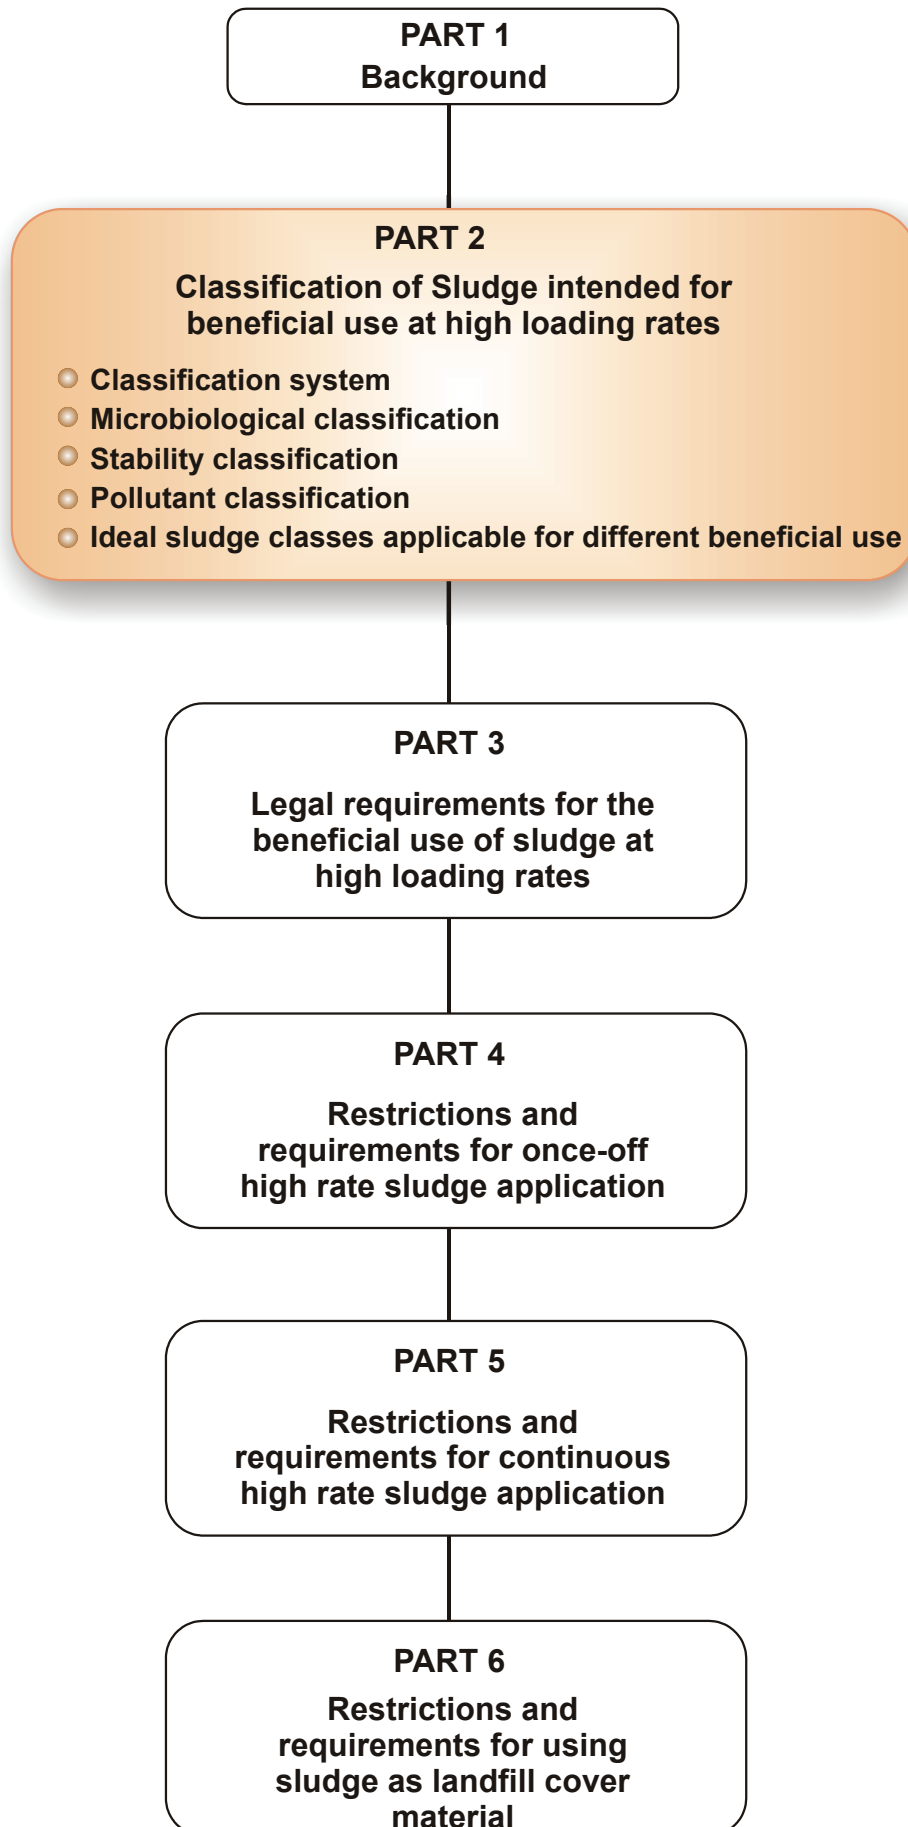 PART 1
Background
PART 2
Classification of Sludge intended for
beneficial use at high loading rates
Classification system
Microbiological classification
Stability classification
Pollutant classification
Ideal sludge classes applicable for different beneficial use
PART 3
Legal requirements for the
beneficial use of sludge at
high loading rates
PART 4
Restrictions and
requirements for once-off
high rate sludge application
PART 5
Restrictions and
requirements for continuous
high rate sludge application
PART 6
Restrictions and
requirements for using
sludge as landfill cover
material